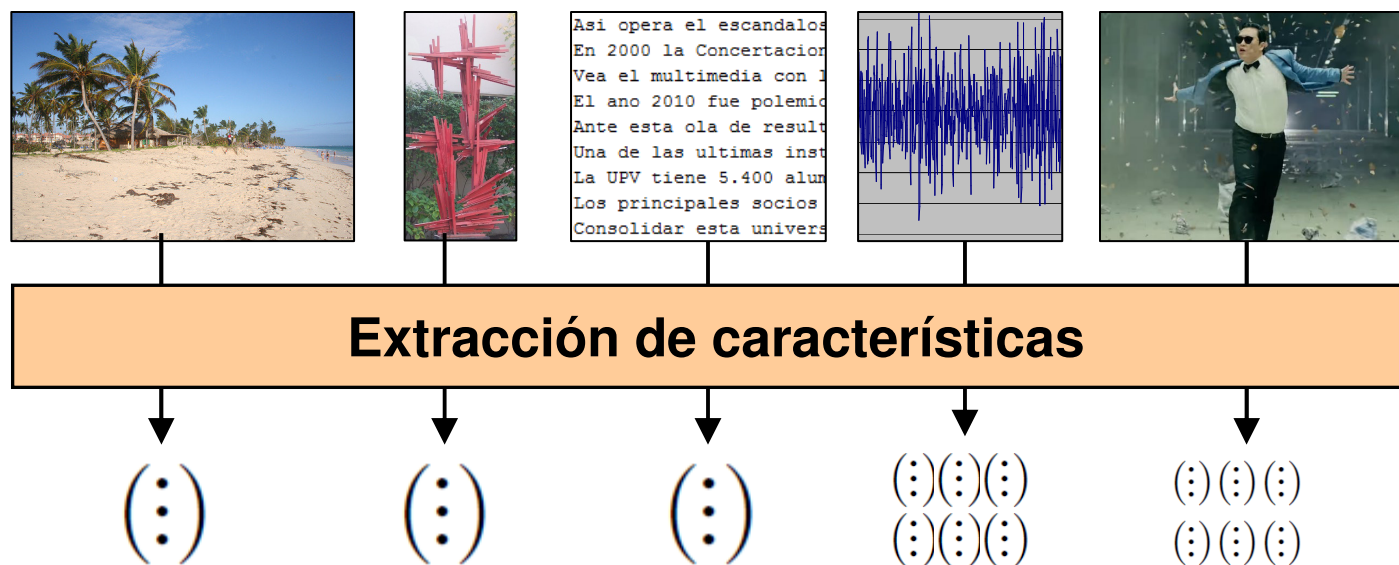 Asi opera el escandalos
En 2000 la Concertacion
Vea el multimedia con l
El ano 2010 fue polemic
Ante esta ola de result
Una de las ultimas inst
La UPV tiene 5.400 alum
Los principales socios
Consolidar esta univers
Extracción de características